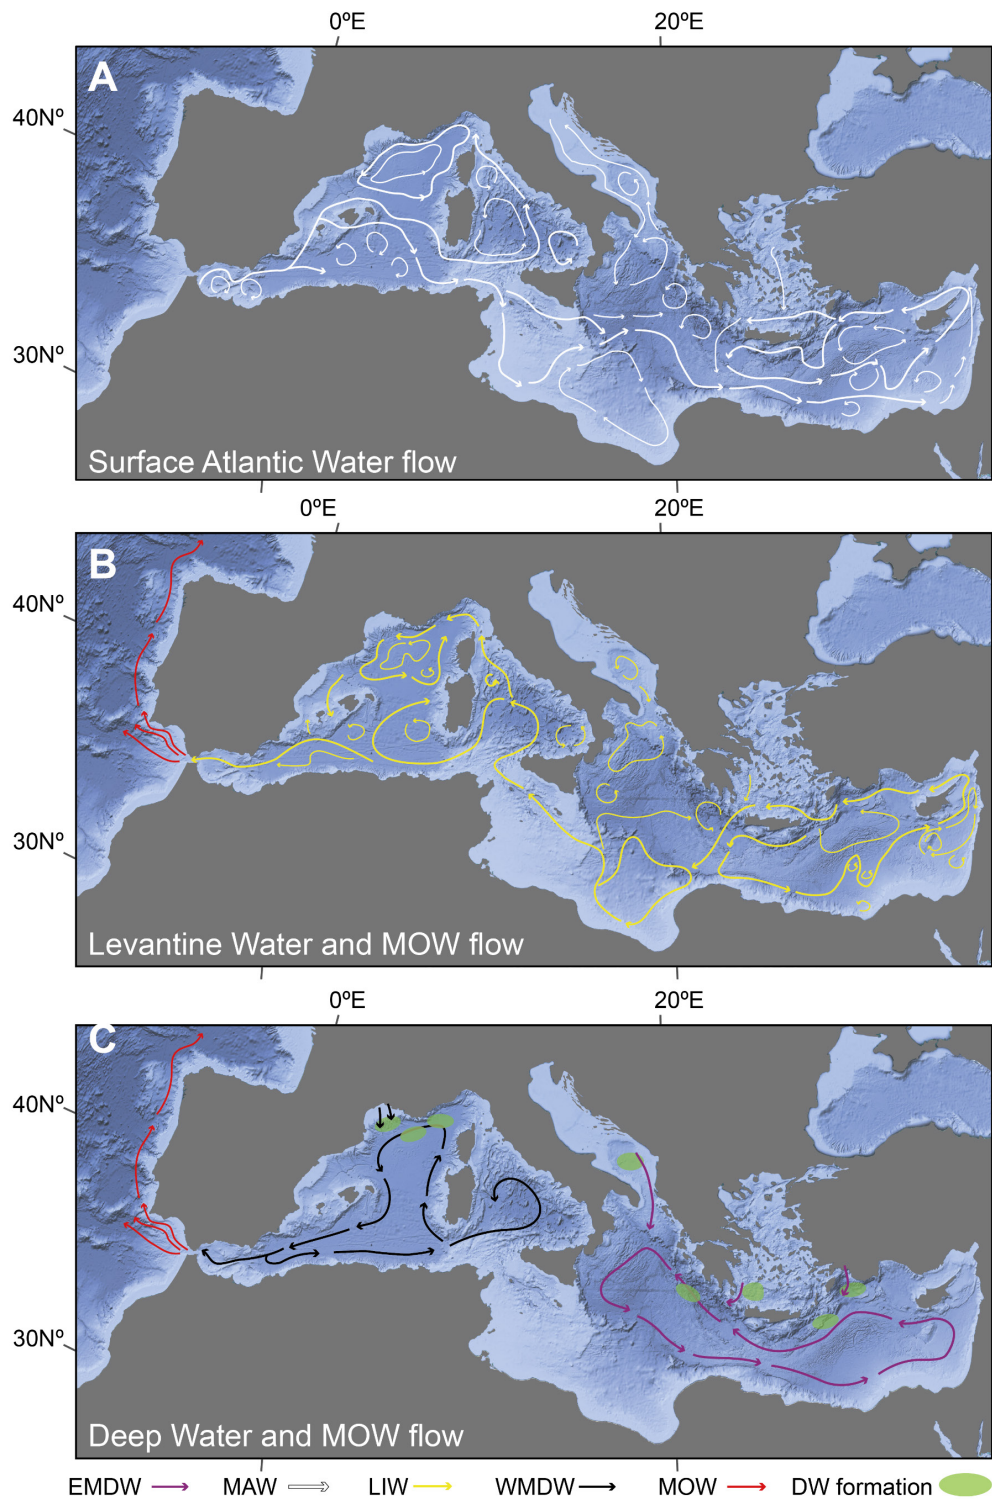 0ºE 20ºE
A
40Nº
30Nº
Surface Atlantic Water flow
0ºE 20ºE
B
40Nº
30Nº
Levantine Water and MOW flow
0ºE 20ºE
C
40Nº
30Nº
Deep Water and MOW flow
EMDW MAW LIW WMDW MOW DW formation